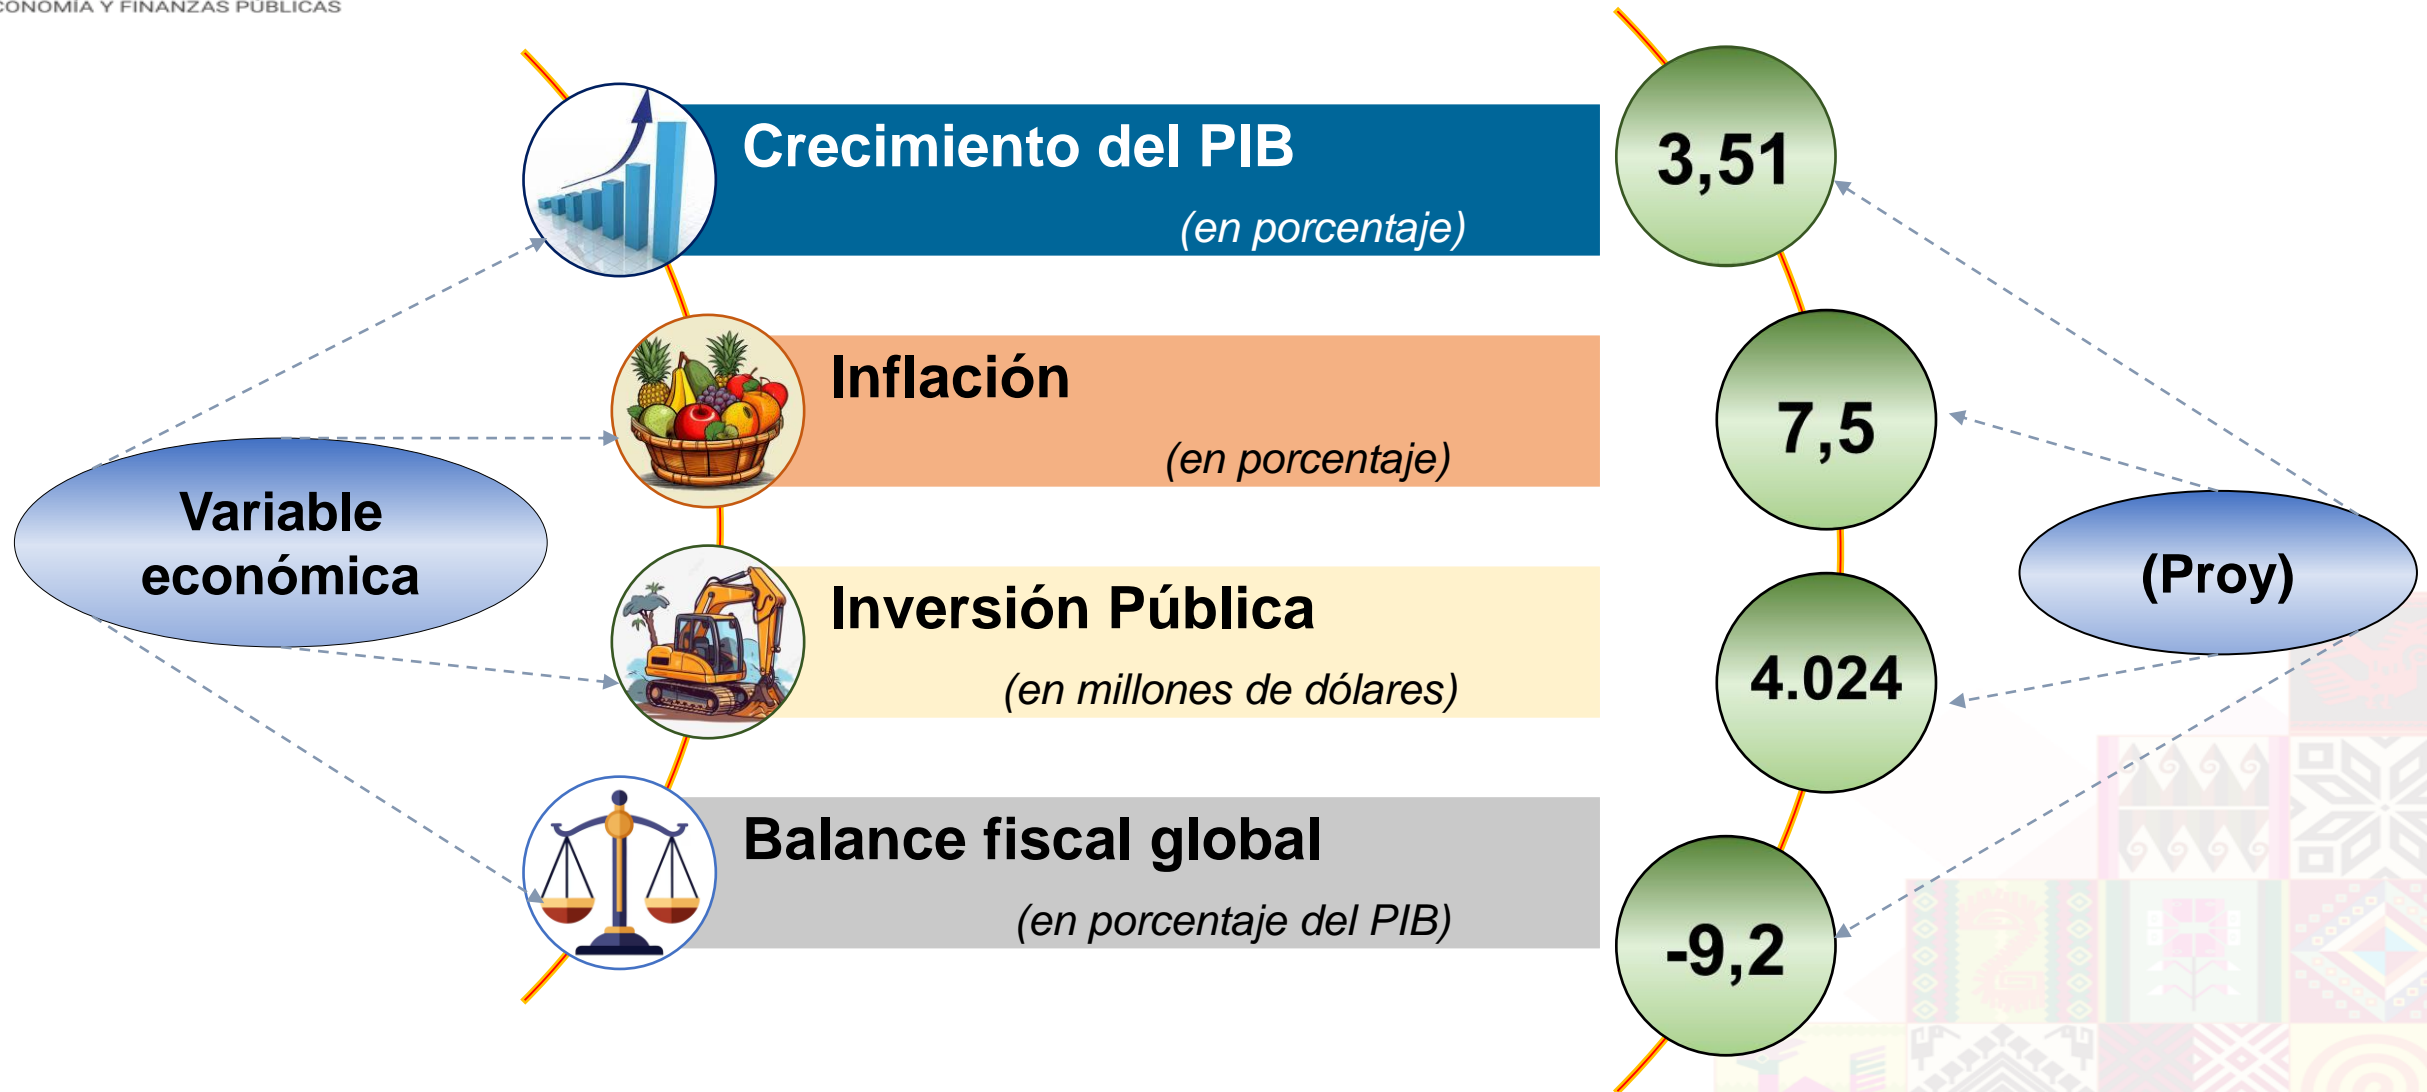 ECONOMÍA Y FINANZAS PÚBLICAS
Crecimiento del PIB
(en porcentaje)
3,51
Inflación
(en porcentaje)
7,5
Variable
económica
(Proy)
Inversión Pública
(en millones de dólares)
4.024
Balance fiscal global
(en porcentaje del PIB)
-9,2